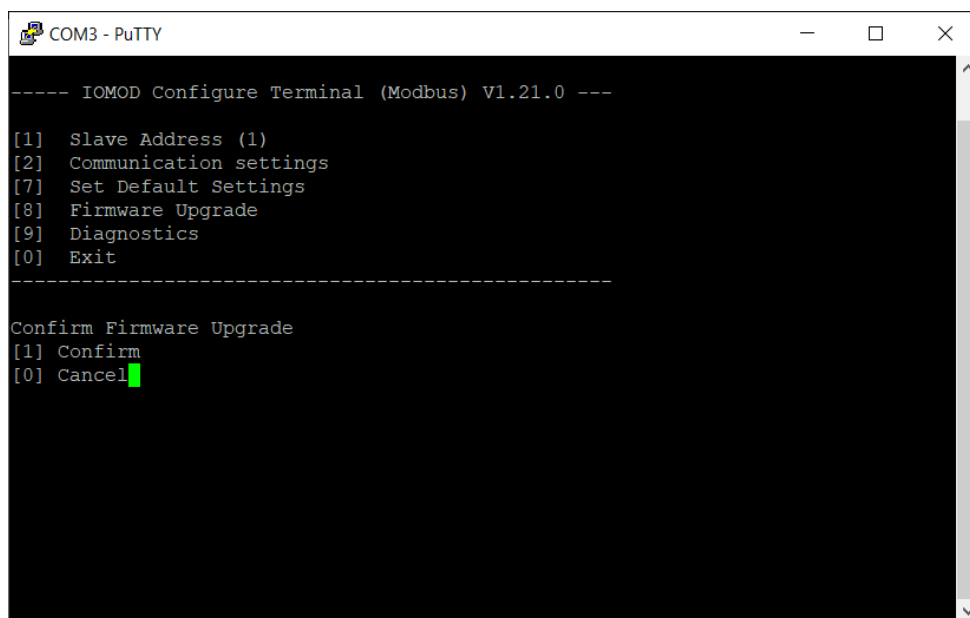 COM3 - PuTTY
----- IOMOD Configure Terminal (Modbus) V1.21.0 ---
[1]  Slave Address (1)
[2]  Communication settings
[7]  Set Default Settings
[8]  Firmware Upgrade
[9]  Diagnostics
[0]  Exit
---------------------------------------------------
Confirm Firmware Upgrade
[1] Confirm
[0] Cancel